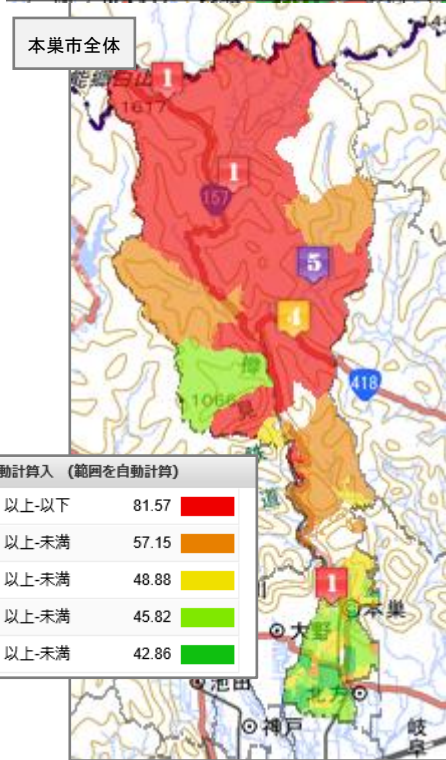 本巣市全体
能郷白山
1617
1
1
157
5
4
418
1066
見
道
動計算入 (範囲を自動計算)
以上-以下 81.57
以上-未満 57.15
以上-未満 48.88
以上-未満 45.82
以上-未満 42.86
1
本巣
大野
池田
北方
神戸
岐阜